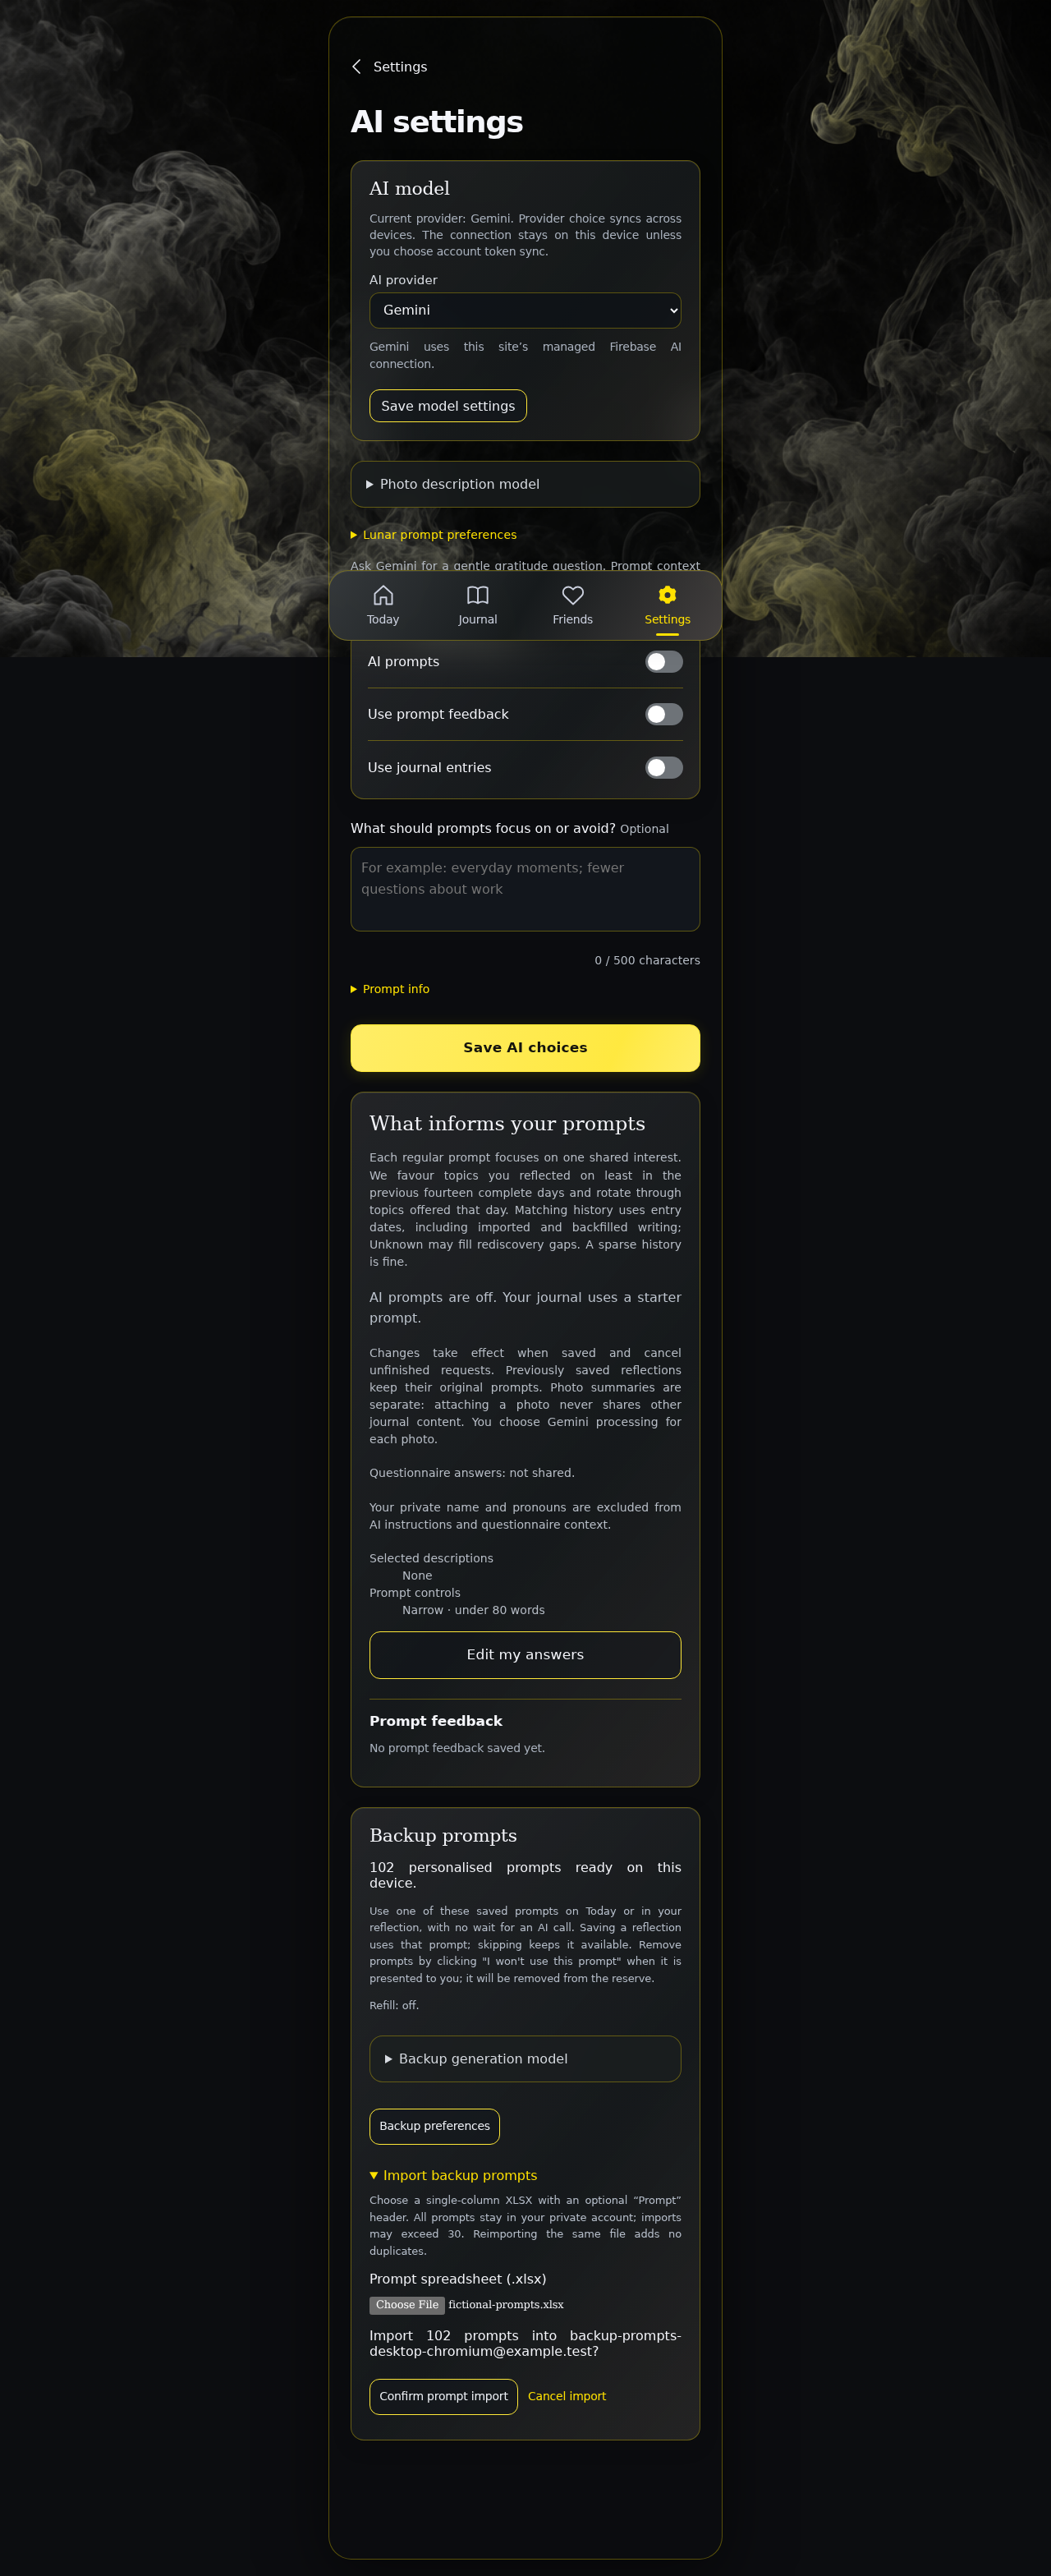 Settings
AI settings
AI model
Current provider: Gemini. Provider choice syncs across
devices. The connection stays on this device unless
you choose account token sync.
AI provider
Gemini
Gemini uses this site’s managed Firebase AI
connection.
Save model settings
Photo description model
Lunar prompt preferences
Ask Gemini for a gentle gratitude question. Prompt context
Today
Journal
Friends
Settings
AI prompts
Use prompt feedback
Use journal entries
What should prompts focus on or avoid? Optional
For example: everyday moments; fewer
questions about work
0 / 500 characters
Prompt info
Save AI choices
What informs your prompts
Each regular prompt focuses on one shared interest.
We favour topics you reflected on least in the
previous fourteen complete days and rotate through
topics offered that day. Matching history uses entry
dates, including imported and backfilled writing;
Unknown may fill rediscovery gaps. A sparse history
is fine.
AI prompts are off. Your journal uses a starter
prompt.
Changes take effect when saved and cancel
unfinished requests. Previously saved reflections
keep their original prompts. Photo summaries are
separate: attaching a photo never shares other
journal content. You choose Gemini processing for
each photo.
Questionnaire answers: not shared.
Your private name and pronouns are excluded from
AI instructions and questionnaire context.
Selected descriptions
None
Prompt controls
Narrow · under 80 words
Edit my answers
Prompt feedback
No prompt feedback saved yet.
Backup prompts
102 personalised prompts ready on this
device.
Use one of these saved prompts on Today or in your
reflection, with no wait for an AI call. Saving a reflection
uses that prompt; skipping keeps it available. Remove
prompts by clicking "I won't use this prompt" when it is
presented to you; it will be removed from the reserve.
Refill: off.
Backup generation model
Backup preferences
Import backup prompts
Choose a single-column XLSX with an optional “Prompt”
header. All prompts stay in your private account; imports
may exceed 30. Reimporting the same file adds no
duplicates.
Prompt spreadsheet (.xlsx)
Choose File fictional-prompts.xlsx
Import 102 prompts into backup-prompts-
desktop-chromium@example.test?
Confirm prompt import
Cancel import